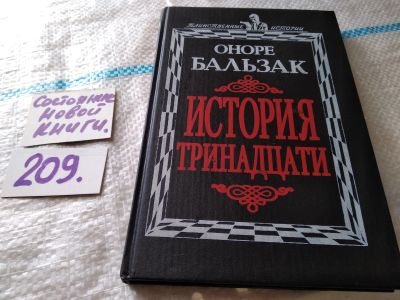 ТАИНСТВЕННЫЕ ИСТОРИИ
ОНОРЕ
БАЛЬЗАК
ИСТОРИЯ
ТРИНАДЦАТИ
Состояние
новой
книги.
209.